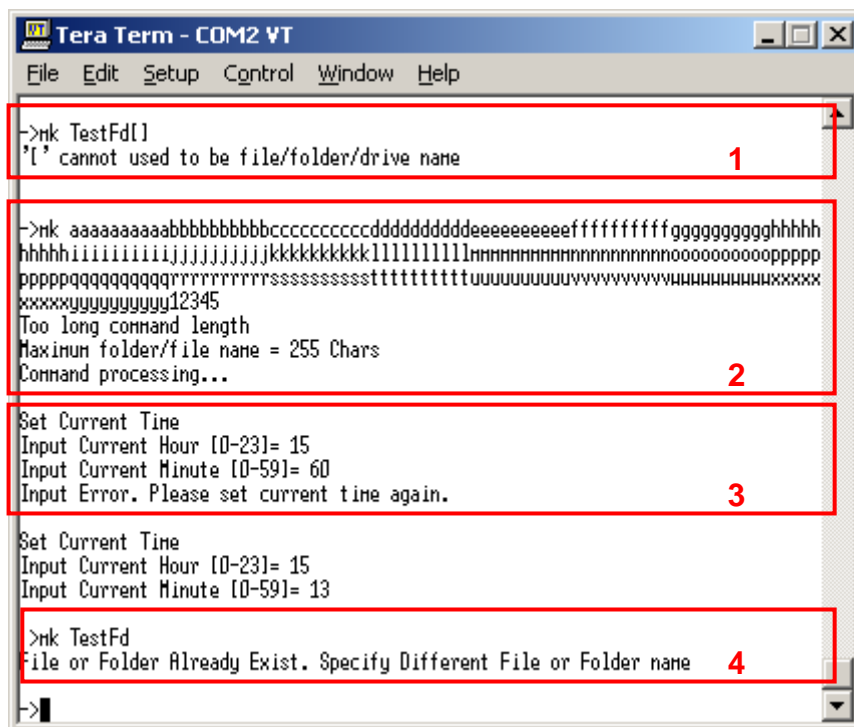 Tera Term - COM2 VT
File Edit Setup Control Window Help
->mk TestFd[]
'[' cannot used to be file/folder/drive name
1
->mk aaaaaaaaaabbbbbbbbbbccccccccccddddddddddeeeeeeeeeeffffffffffgggggggggghhhhh
hhhhhiiiiiiiiiijjjjjjjjjjkkkkkkkkkkllllllllllmmmmmmmmmmnnnnnnnnnnooooooooooppppp
pppppqqqqqqqqqqrrrrrrrrrrssssssssssttttttttttuuuuuuuuuuvvvvvvvvvvwwwwwwwwwwxxxxx
xxxxxyyyyyyyyyy12345
Too long command length
Maximum folder/file name = 255 Chars
Command processing...
2
Set Current Time
Input Current Hour [0-23]= 15
Input Current Minute [0-59]= 60
Input Error. Please set current time again.
3
Set Current Time
Input Current Hour [0-23]= 15
Input Current Minute [0-59]= 13
>mk TestFd
File or Folder Already Exist. Specify Different File or Folder name
4
->